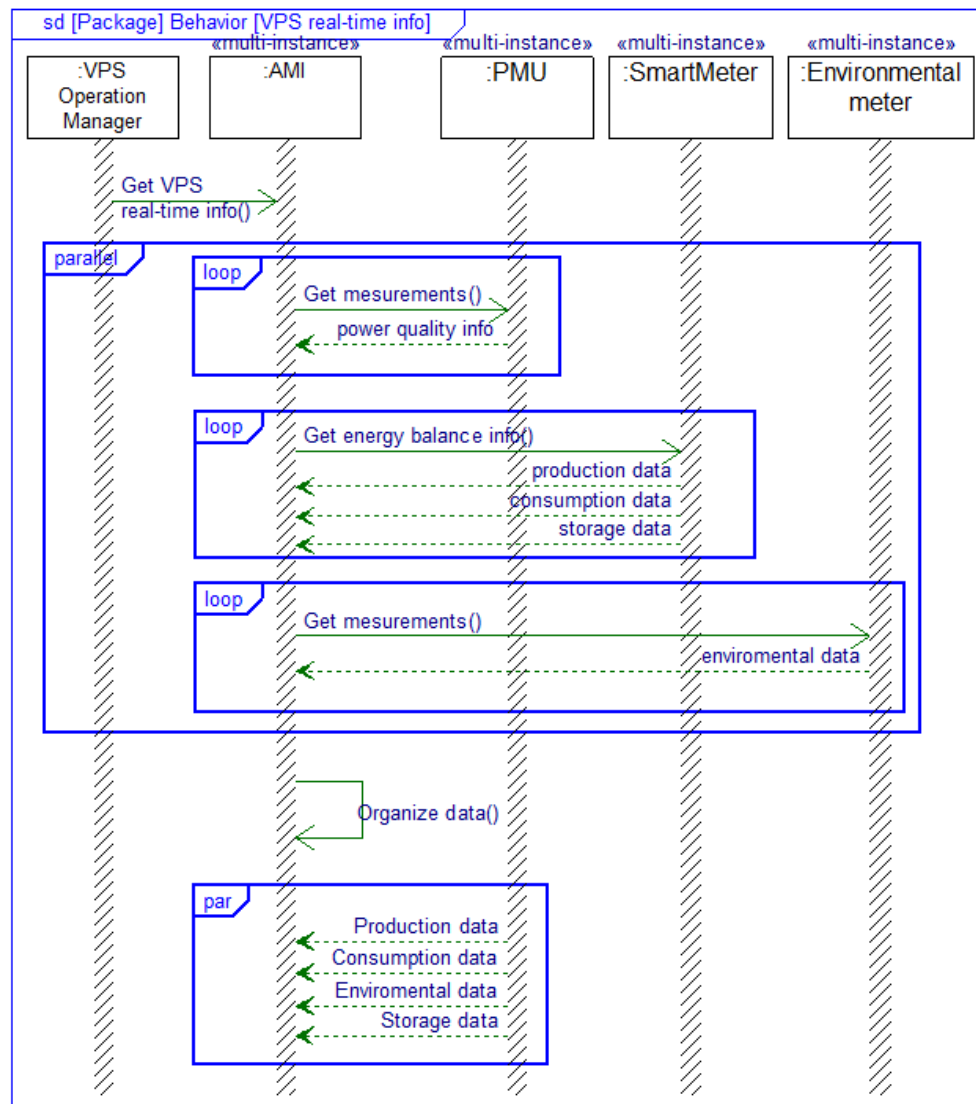 sd [Package] Behavior [VPS real-time info]
«multi-instance» «multi-instance» «multi-instance» «multi-instance»
:VPS
Operation
Manager
:AMI
:PMU
:SmartMeter
:Environmental
meter
Get VPS
real-time info()
parallel
loop
Get mesurements()
power quality info
loop
Get energy balance info()
production data
consumption data
storage data
loop
Get mesurements()
enviromental data
Organize data()
par
Production data
Consumption data
Enviromental data
Storage data